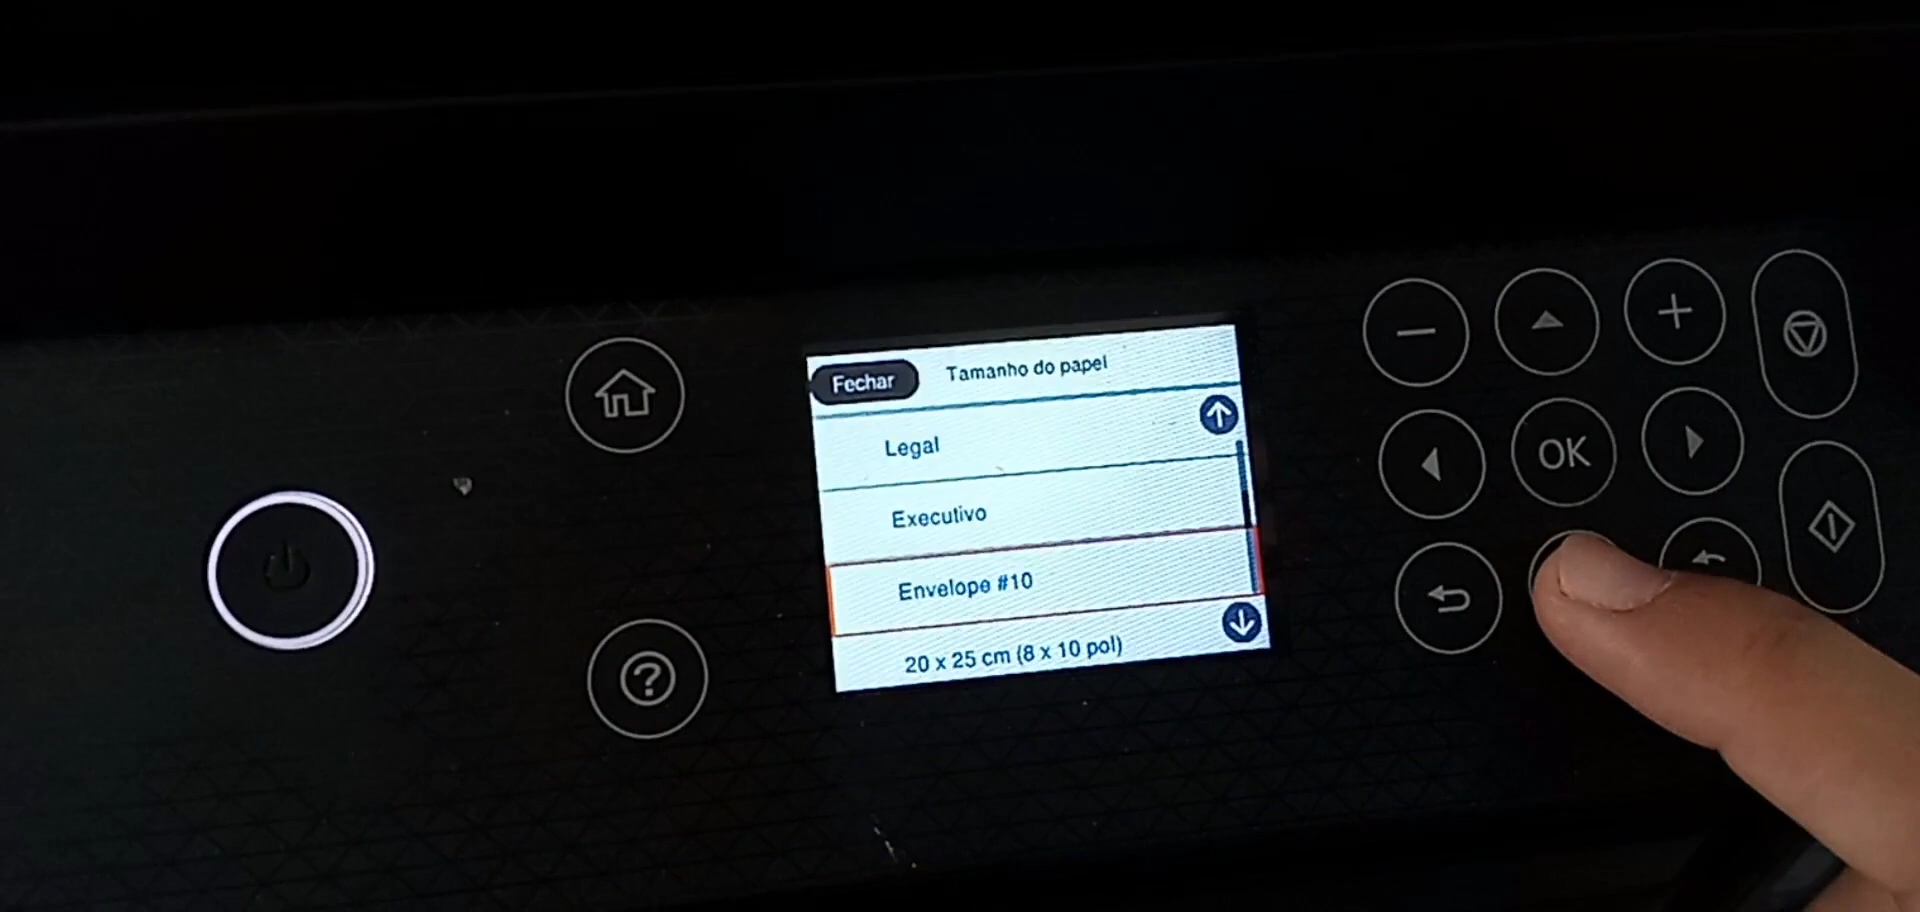 Fechar
Tamanho do papel
Legal
Executivo
Envelope #10
20 x 25 cm (8 x 10 pol)
OK